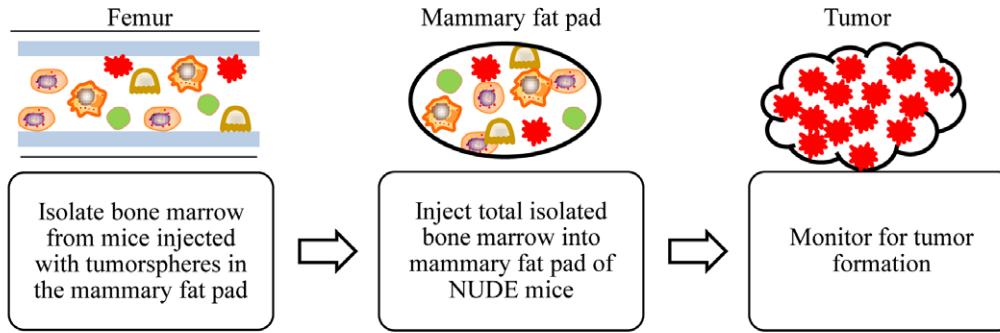 Femur
Mammary fat pad
Tumor
Isolate bone marrow
from mice injected
with tumorspheres in
the mammary fat pad
Inject total isolated
bone marrow into
mammary fat pad of
NUDE mice
Monitor for tumor
formation